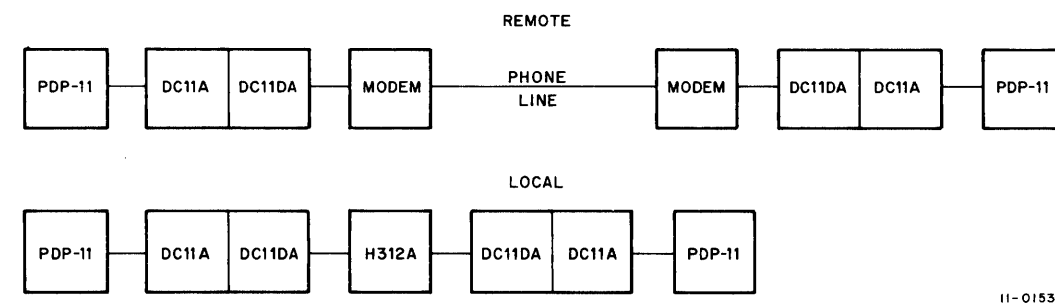 REMOTE
PDP-11 DC11A DC11DA MODEM PHONE LINE MODEM DC11DA DC11A PDP-11
LOCAL
PDP-11 DC11A DC11DA H312A DC11DA DC11A PDP-11
11-0153